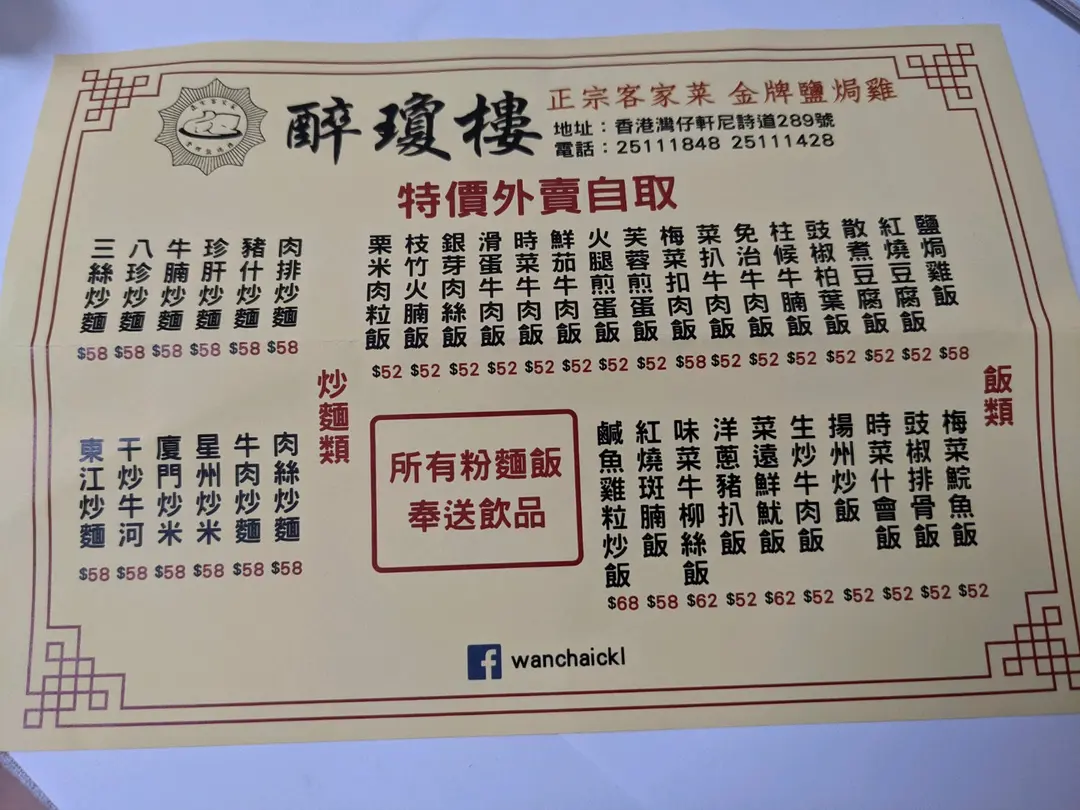 醉瓊樓
正宗客家菜 金牌鹽焗雞
地址：香港灣仔軒尼詩道289號
電話：25111848 25111428
特價外賣自取
飯類
鹽焗雞飯 $58
紅燒豆腐飯 $52
散煮豆腐飯 $52
豉椒柏葉飯 $52
柱候牛腩飯 $52
免治牛肉飯 $52
菜扒牛肉飯 $52
梅菜扣肉飯 $58
芙蓉煎蛋飯 $52
火腿煎蛋飯 $52
鮮茄牛肉飯 $52
時菜牛肉飯 $52
滑蛋牛肉飯 $52
銀芽肉絲飯 $52
枝竹火腩飯 $52
粟米肉粒飯 $52
梅菜鯇魚飯 $52
豉椒排骨飯 $52
時菜什會飯 $52
揚州炒飯 $52
生炒牛肉飯 $52
菜遠鮮魷飯 $62
洋蔥豬扒飯 $52
味菜牛柳絲飯 $62
紅燒斑腩飯 $58
鹹魚雞粒炒飯 $68
炒麵類
肉排炒麵 $58
豬什炒麵 $58
珍肝炒麵 $58
牛腩炒麵 $58
八珍炒麵 $58
三絲炒麵 $58
肉絲炒麵 $58
牛肉炒麵 $58
星州炒米 $58
廈門炒米 $58
干炒牛河 $58
東江炒麵 $58
所有粉麵飯
奉送飲品
wanchaickl